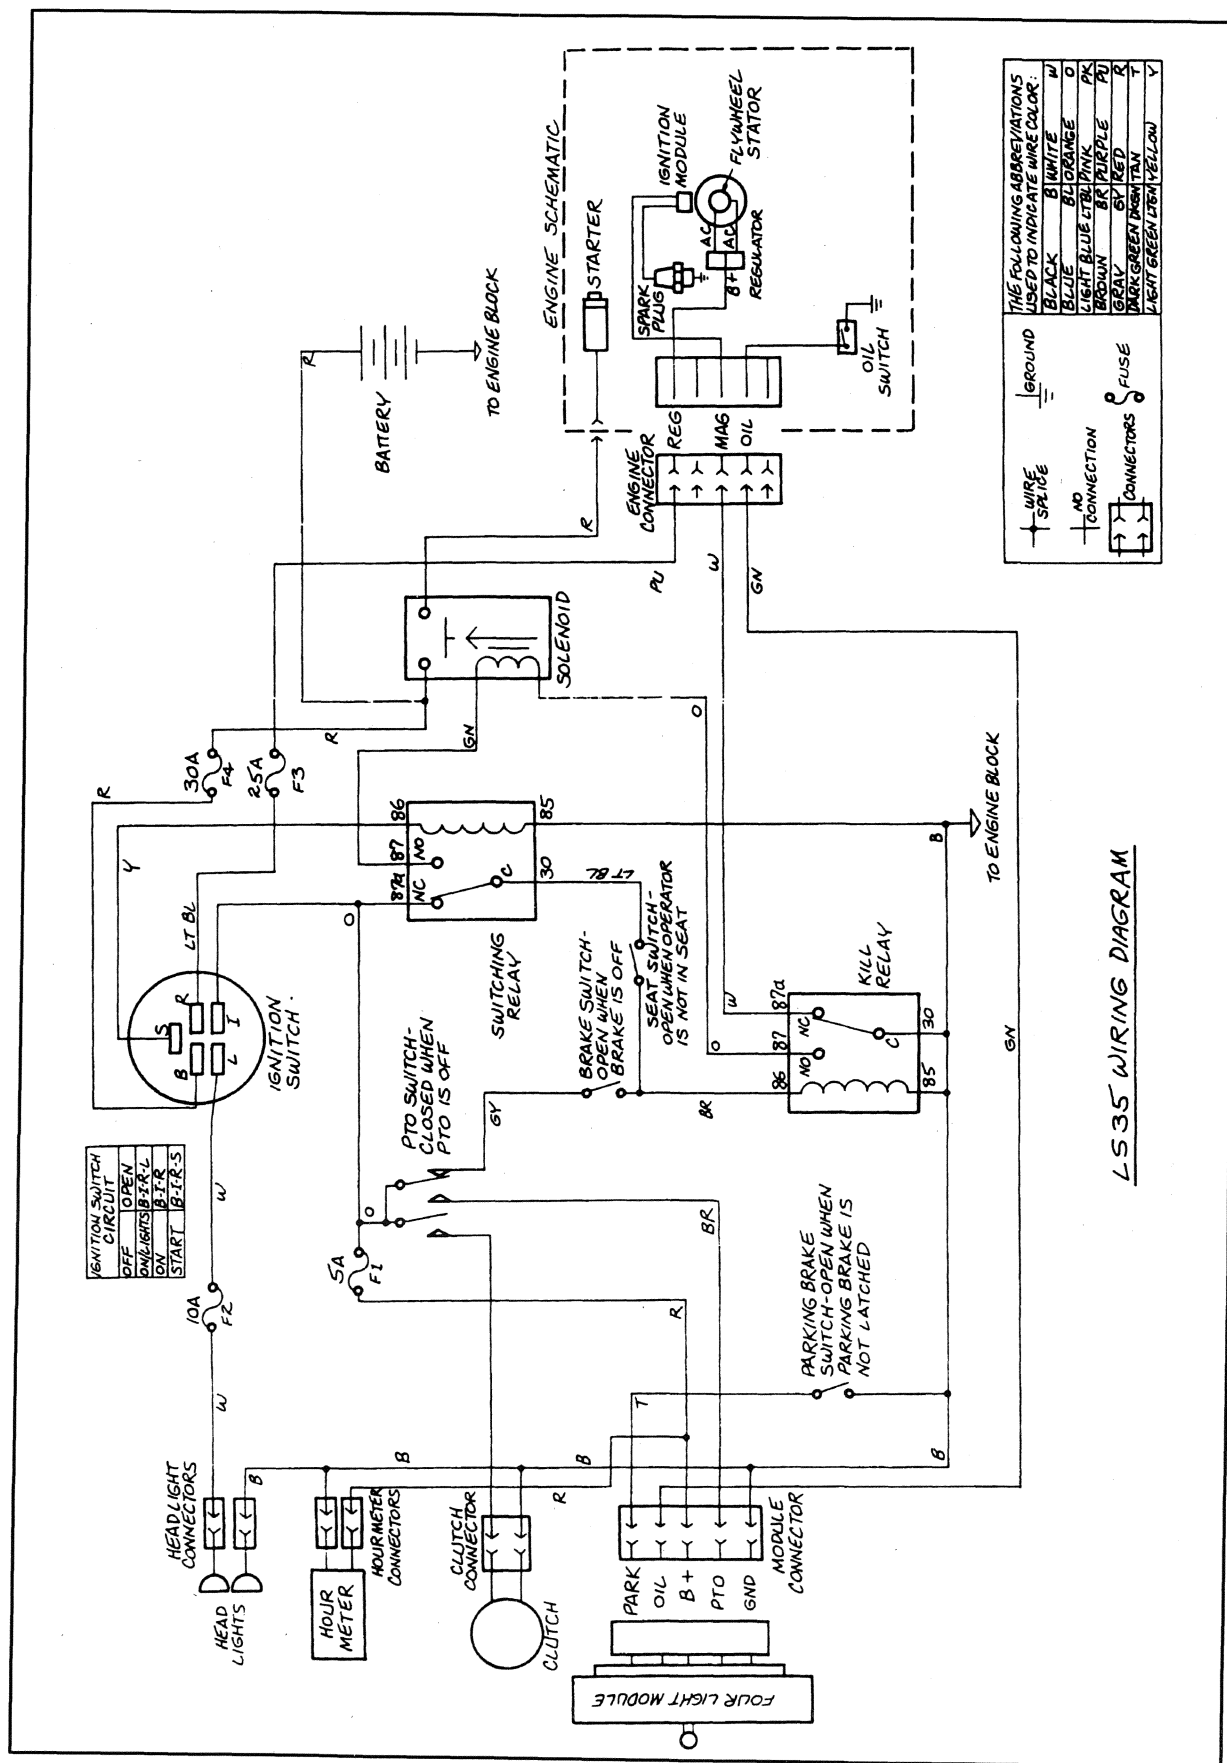 IGNITION SWITCH
CIRCUIT
OFF OPEN
ON/LIGHTS B-I-R-L
ON B-I-R
START B-I-R-S
HEADLIGHT
CONNECTORS
HEAD
LIGHTS
W
10A
F2
W
IGNITION
SWITCH.
B
S
R
L
I
Y
R
LT BL
30A
F4
25A
F3
R
R
BATTERY
TO ENGINE BLOCK
B
HOUR
METER
HOURMETER
CONNECTORS
B
R
5A
F1
O
O
PTO SWITCH-
CLOSED WHEN
PTO IS OFF
SWITCHING
RELAY
87a
87
86
NC
NO
C
30
85
GN
SOLENOID
R
ENGINE SCHEMATIC
STARTER
CLUTCH
CONNECTOR
CLUTCH
B
GY
BRAKE SWITCH-
OPEN WHEN
BRAKE IS OFF
LT BL
SEAT SWITCH-
OPEN WHEN OPERATOR
IS NOT IN SEAT
PU
W
GN
O
ENGINE
CONNECTOR
REG
MAG
OIL
SPARK
PLUG
IGNITION
MODULE
FLYWHEEL
STATOR
AC
AC
B+
REGULATOR
OIL
SWITCH
FOUR LIGHT MODULE
PARK
OIL
B+
PTO
GND
MODULE
CONNECTOR
R
T
BR
BR
PARKING BRAKE
SWITCH-OPEN WHEN
PARKING BRAKE IS
NOT LATCHED
W
O
86
87
87a
NO
NC
C
85
30
KILL
RELAY
B
B
TO ENGINE BLOCK
GN
LS35 WIRING DIAGRAM
WIRE
SPLICE
GROUND
NO
CONNECTION
CONNECTORS
FUSE
THE FOLLOWING ABBREVIATIONS
USED TO INDICATE WIRE COLOR:
BLACK B WHITE W
BLUE BL ORANGE O
LIGHT BLUE LTBL PINK PK
BROWN BR PURPLE PU
GRAY GY RED R
DARK GREEN DKGN TAN T
LIGHT GREEN LTGN YELLOW Y